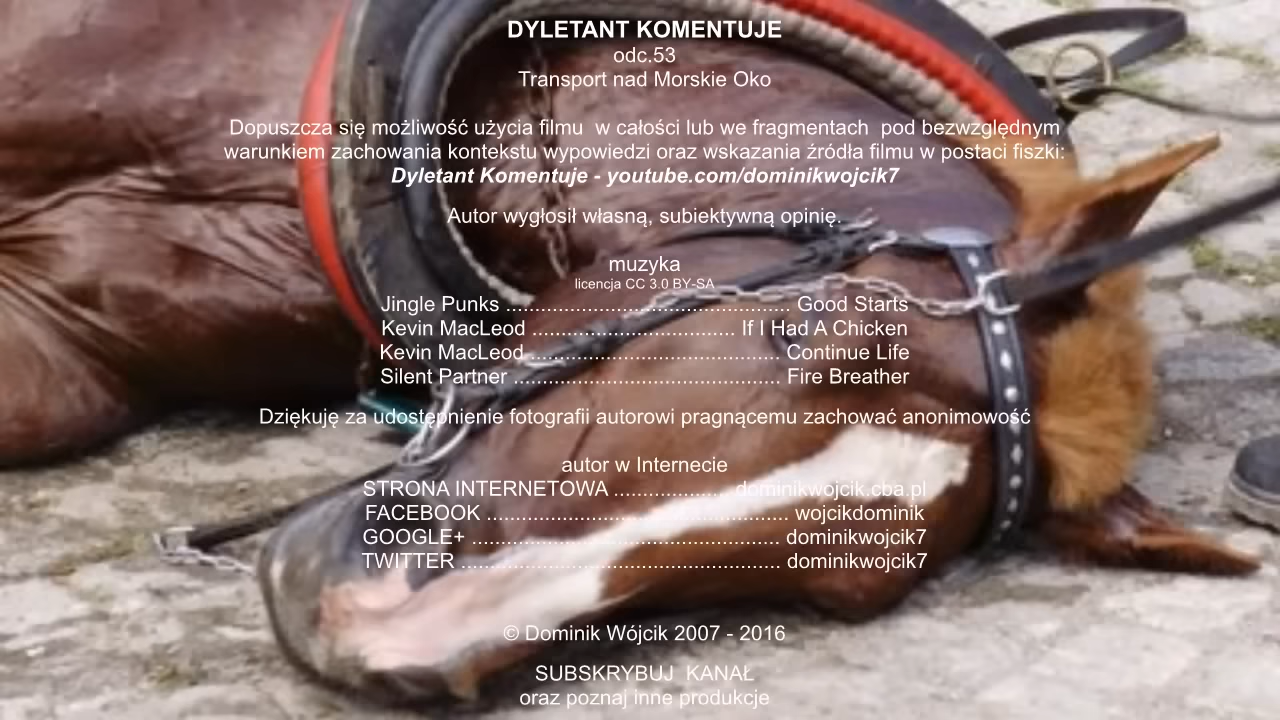 DYLETANT KOMENTUJE
odc.53
Transport nad Morskie Oko
Dopuszcza się możliwość użycia filmu w całości lub we fragmentach pod bezwzględnym
warunkiem zachowania kontekstu wypowiedzi oraz wskazania źródła filmu w postaci fiszki:
Dyletant Komentuje - youtube.com/dominikwojcik7
Autor wygłosił własną, subiektywną opinię.
muzyka
licencja CC 3.0 BY-SA
Jingle Punks ................................................ Good Starts
Kevin MacLeod .................................. If I Had A Chicken
Kevin MacLeod .......................................... Continue Life
Silent Partner ............................................. Fire Breather
Dziękuję za udostępnienie fotografii autorowi pragnącemu zachować anonimowość
autor w Internecie
STRONA INTERNETOWA .................... dominikwojcik.cba.pl
FACEBOOK ................................................... wojcikdominik
GOOGLE+ .................................................... dominikwojcik7
TWITTER ...................................................... dominikwojcik7
© Dominik Wójcik 2007 - 2016
SUBSKRYBUJ KANAŁ
oraz poznaj inne produkcje